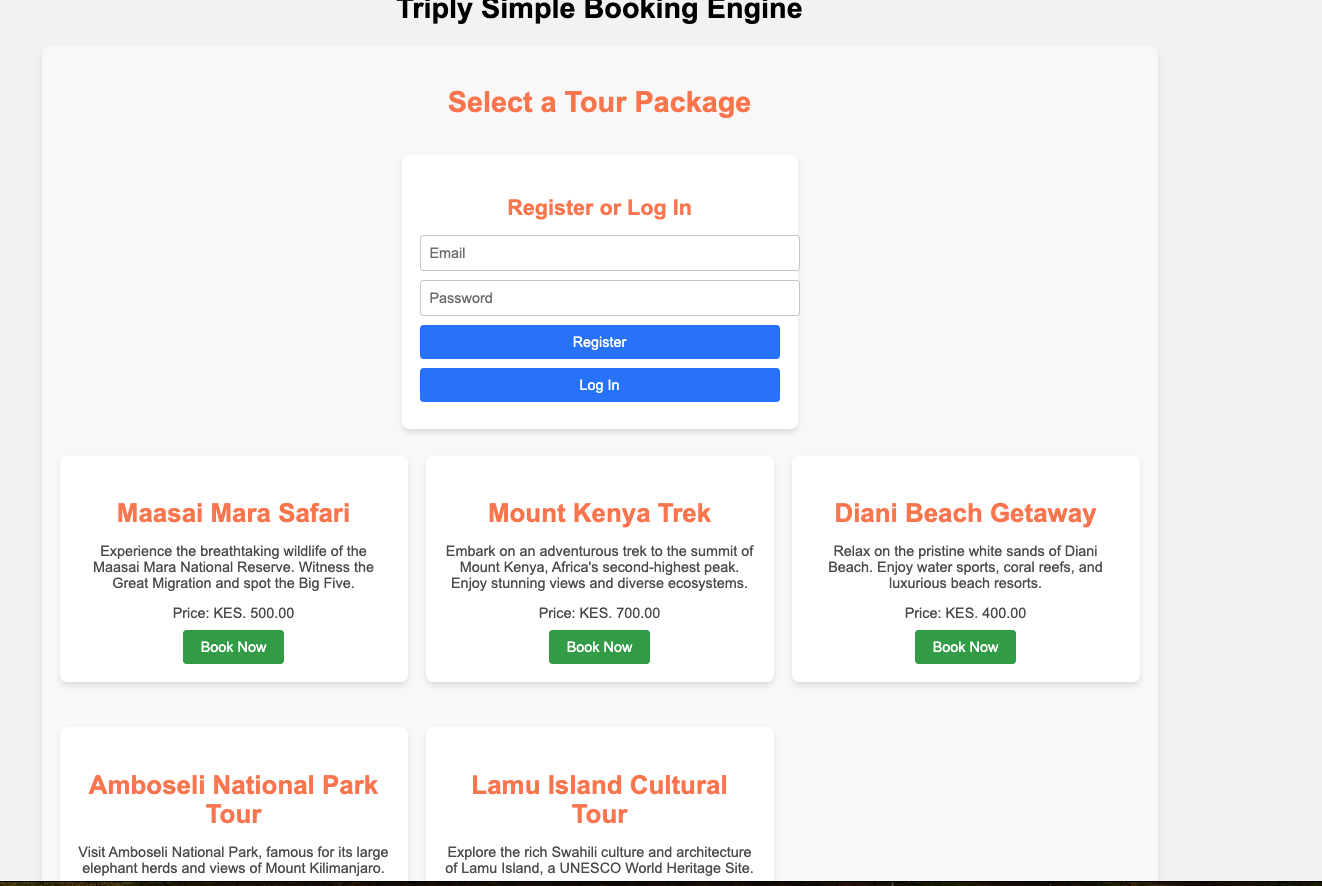 Triply Simple Booking Engine
Select a Tour Package
Register or Log In
Email
Password
Register
Log In
Maasai Mara Safari
Experience the breathtaking wildlife of the
Maasai Mara National Reserve. Witness the
Great Migration and spot the Big Five.
Price: KES. 500.00
Book Now
Mount Kenya Trek
Embark on an adventurous trek to the summit of
Mount Kenya, Africa's second-highest peak.
Enjoy stunning views and diverse ecosystems.
Price: KES. 700.00
Book Now
Diani Beach Getaway
Relax on the pristine white sands of Diani
Beach. Enjoy water sports, coral reefs, and
luxurious beach resorts.
Price: KES. 400.00
Book Now
Amboseli National Park
Tour
Visit Amboseli National Park, famous for its large
elephant herds and views of Mount Kilimanjaro.
Lamu Island Cultural
Tour
Explore the rich Swahili culture and architecture
of Lamu Island, a UNESCO World Heritage Site.